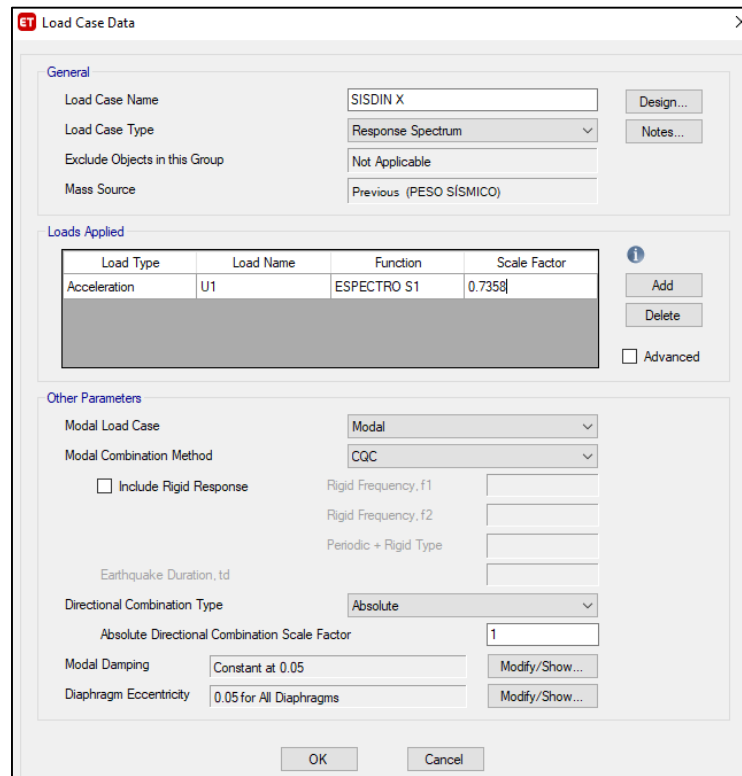 ET Load Case Data
General
Load Case Name SISDIN X Design...
Load Case Type Response Spectrum Notes...
Exclude Objects in this Group Not Applicable
Mass Source Previous (PESO SÍSMICO)
Loads Applied
Load Type Load Name Function Scale Factor
Acceleration U1 ESPECTRO S1 0.7358 Add
Delete
Advanced
Other Parameters
Modal Load Case Modal
Modal Combination Method CQC
Include Rigid Response Rigid Frequency, f1
Rigid Frequency, f2
Periodic + Rigid Type
Earthquake Duration, td
Directional Combination Type Absolute
Absolute Directional Combination Scale Factor 1
Modal Damping Constant at 0.05 Modify/Show...
Diaphragm Eccentricity 0.05 for All Diaphragms Modify/Show...
OK Cancel